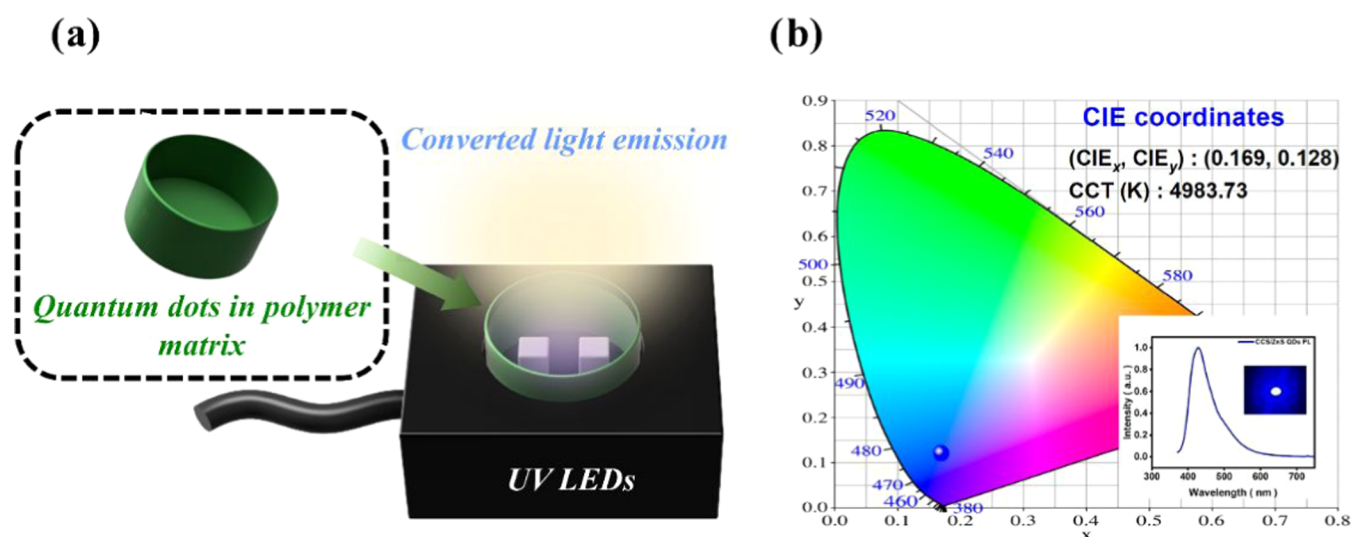 (a)
Quantum dots in polymer
matrix
Converted light emission
UV LEDs
(b)
CIE coordinates
(CIEx, CIEy) : (0.169, 0.128)
CCT (K) : 4983.73
0.9
0.8
0.7
0.6
0.5
0.4
0.3
0.2
0.1
0.0
y
0.0 0.1 0.2 0.3 0.4 0.5 0.6 0.7 0.8
x
520
540
560
580
500
490
480
470
460
380
CCS/ZnS QDs PL
Intensity ( a.u. )
1.0
0.8
0.6
0.4
0.2
0.0
300 400 500 600 700
Wavelength ( nm )